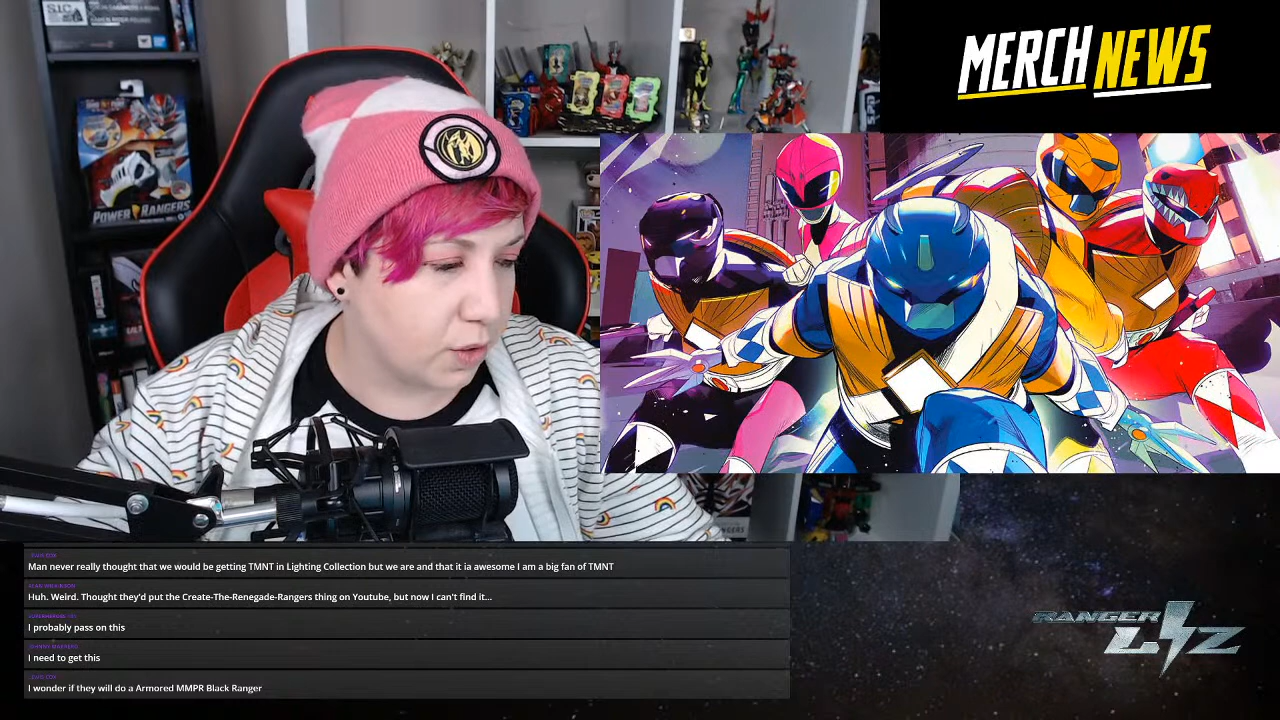 S.I.C.
MERCH NEWS
POWER RANGERS
Man never really thought that we would be getting TMNT in Lighting Collection but we are and that it ia awesome I am a big fan of TMNT
Huh. Weird. Thought they'd put the Create-The-Renegade-Rangers thing on Youtube, but now I can't find it...
I probably pass on this
I need to get this
I wonder if they will do a Armored MMPR Black Ranger
RANGER
LIZ